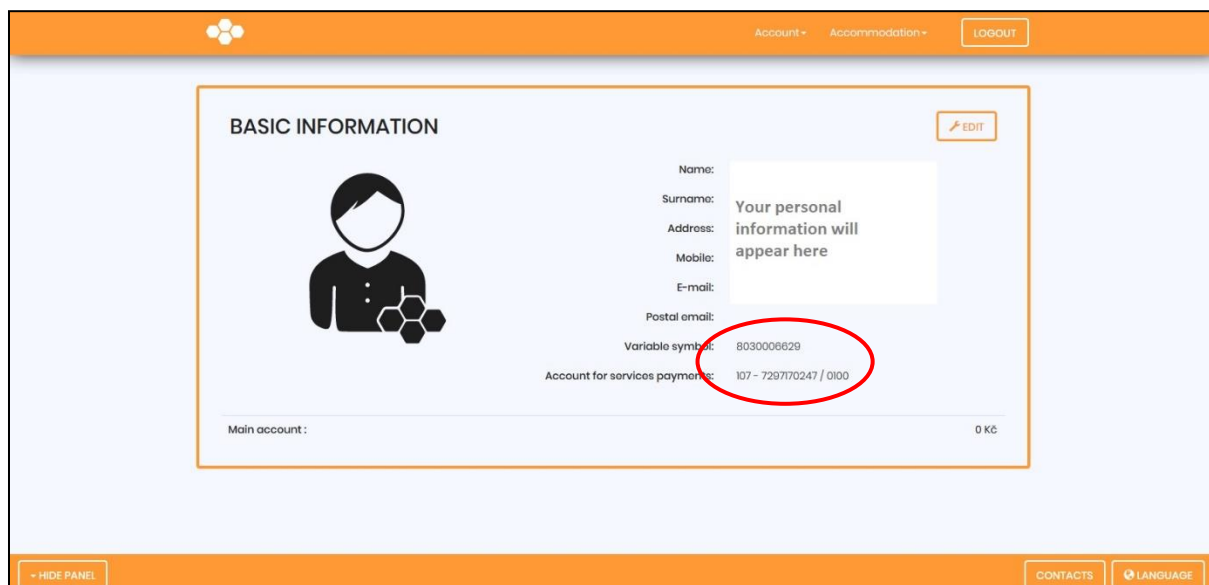 Account Accommodation LOGOUT
BASIC INFORMATION
EDIT
Name:
Surname:
Address:
Mobile:
E-mail:
Your personal
information will
appear here
Postal email:
Variable symbol: 8030006629
Account for services payments: 107 - 7297170247 / 0100
Main account : 0 Kč
HIDE PANEL CONTACTS LANGUAGE